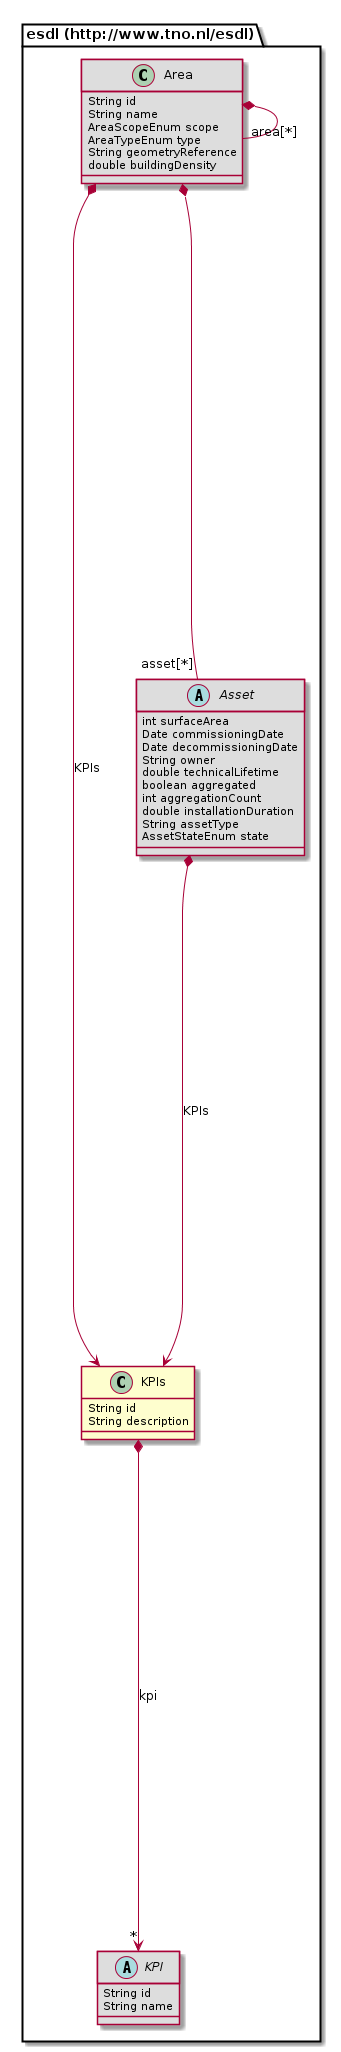 esdl (http://www.tno.nl/esdl)
C Area
String id
String name
AreaScopeEnum scope
AreaTypeEnum type
String geometryReference
double buildingDensity
area[*]
asset[*]
A Asset
int surfaceArea
Date commissioningDate
Date decommissioningDate
String owner
double technicalLifetime
boolean aggregated
int aggregationCount
double installationDuration
String assetType
AssetStateEnum state
KPIs
KPIs
C KPIs
String id
String description
kpi
*
A KPI
String id
String name